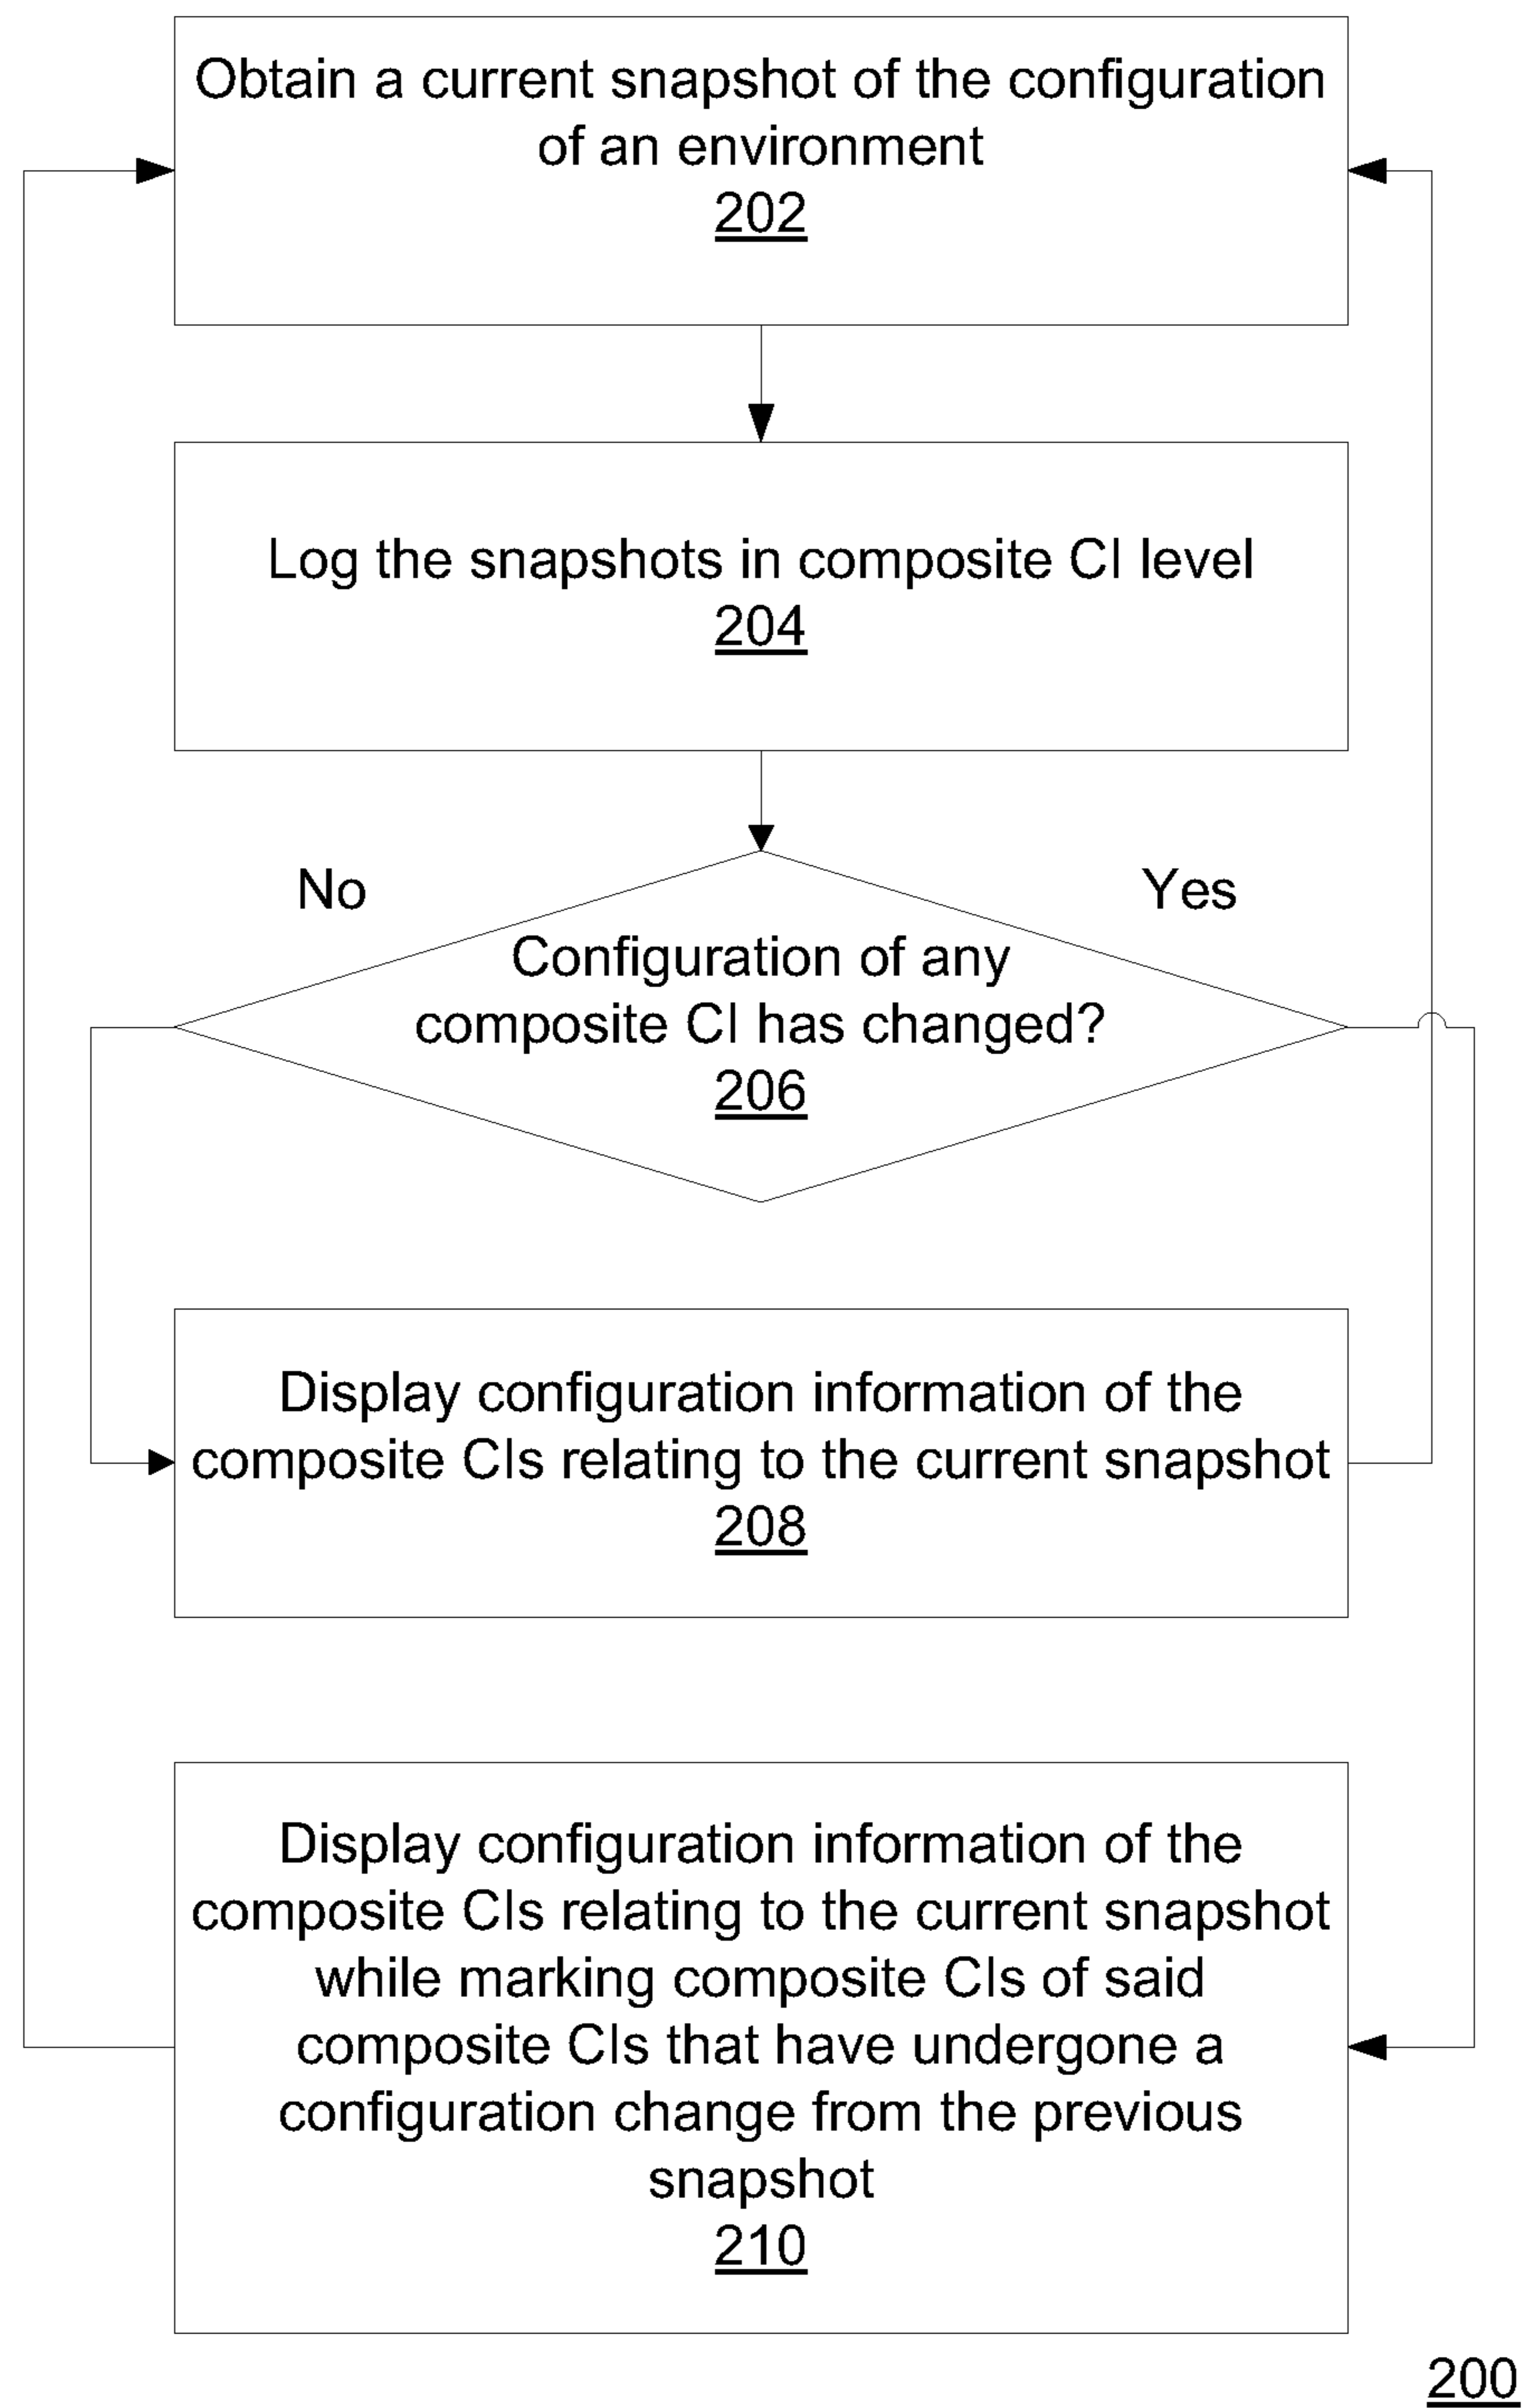 Obtain a current snapshot of the configuration
of an environment
202
Log the snapshots in composite CI level
204
No
Yes
Configuration of any
composite CI has changed?
206
Display configuration information of the
composite CIs relating to the current snapshot
208
Display configuration information of the
composite CIs relating to the current snapshot
while marking composite CIs of said
composite CIs that have undergone a
configuration change from the previous
snapshot
210
200